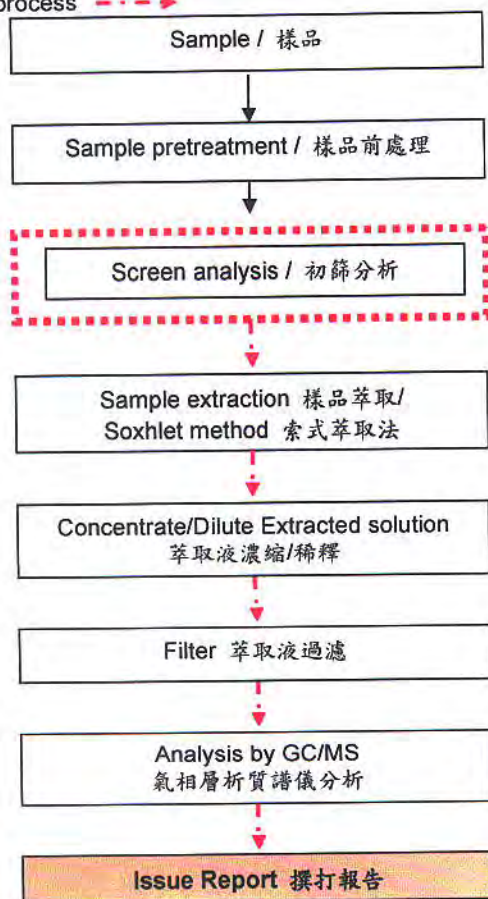 process
Sample / 樣品
Sample pretreatment / 樣品前處理
Screen analysis / 初篩分析
Sample extraction 樣品萃取/
Soxhlet method 索式萃取法
Concentrate/Dilute Extracted solution
萃取液濃縮/稀釋
Filter 萃取液過濾
Analysis by GC/MS
氣相層析質譜儀分析
Issue Report 撰打報告